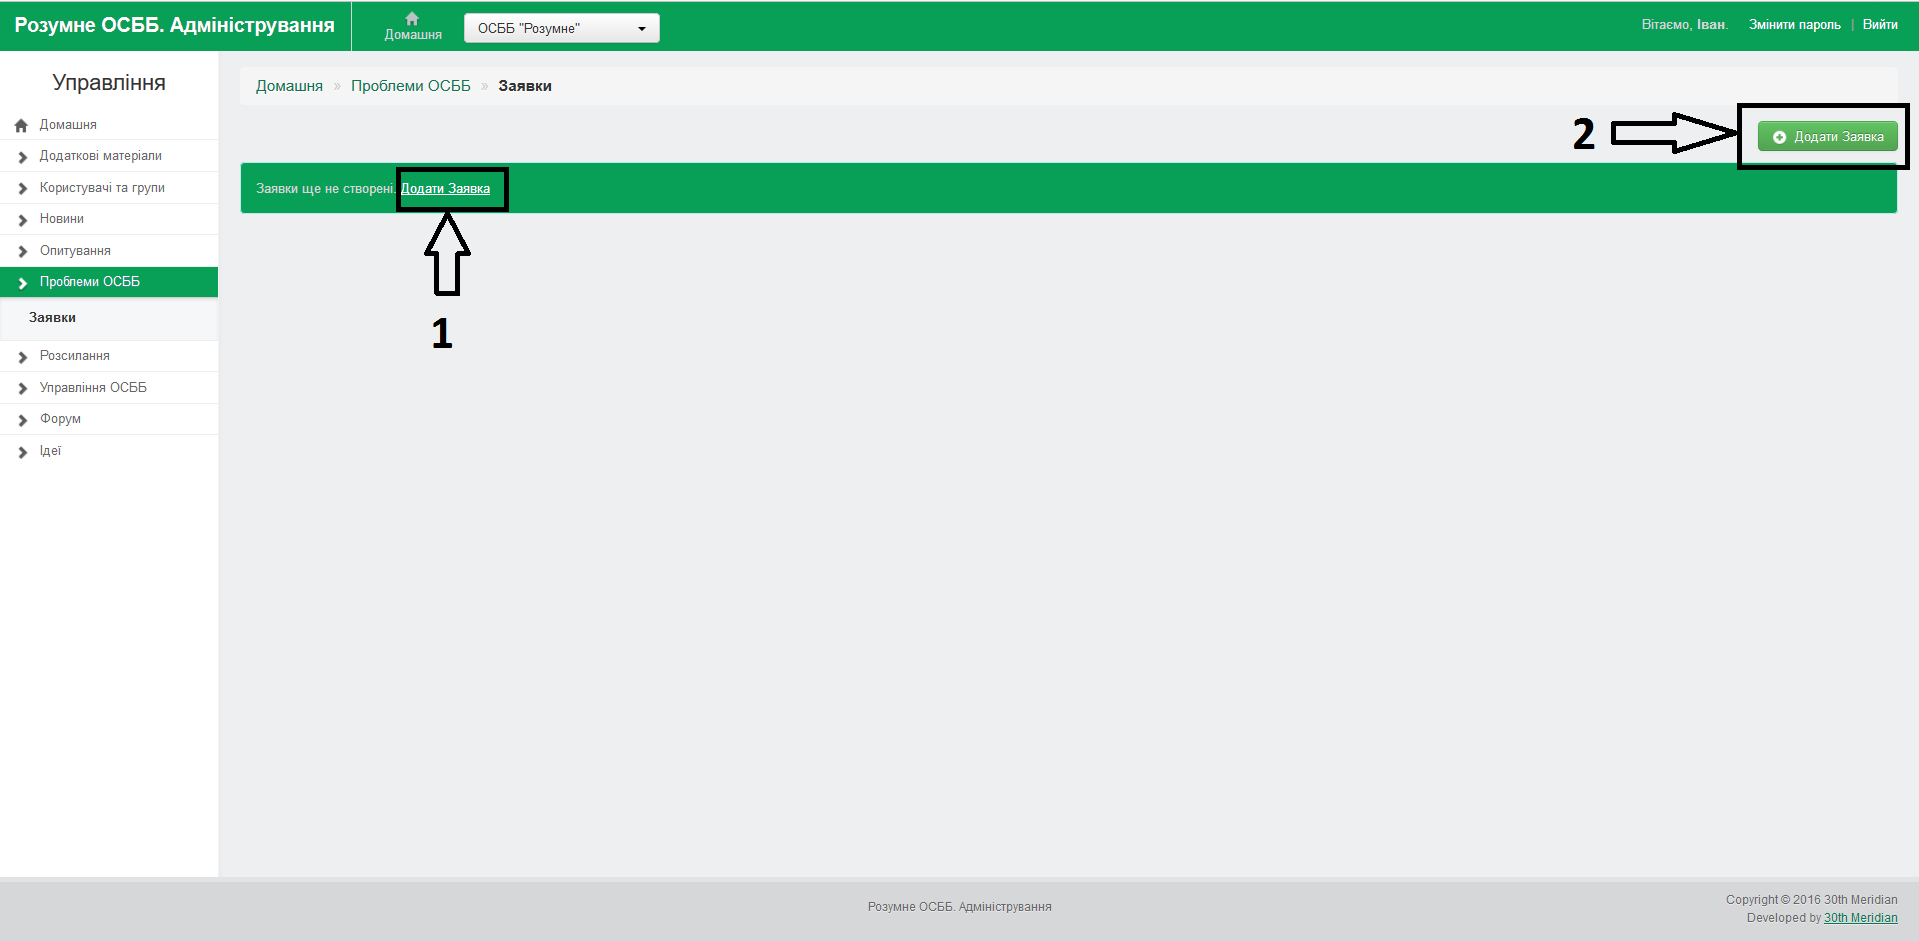 Розумне ОСББ. Адміністрування
Домашня
ОСББ "Розумне"
Вітаємо, Іван. Змінити пароль | Вийти
Управління
Домашня
Додаткові матеріали
Користувачі та групи
Новини
Опитування
Проблеми ОСББ
Заявки
Розсилання
Управління ОСББ
Форум
Ідеї
Домашня » Проблеми ОСББ » Заявки
2
Додати Заявка
Заявки ще не створені. Додати Заявка
1
Розумне ОСББ. Адміністрування
Copyright © 2016 30th Meridian
Developed by 30th Meridian